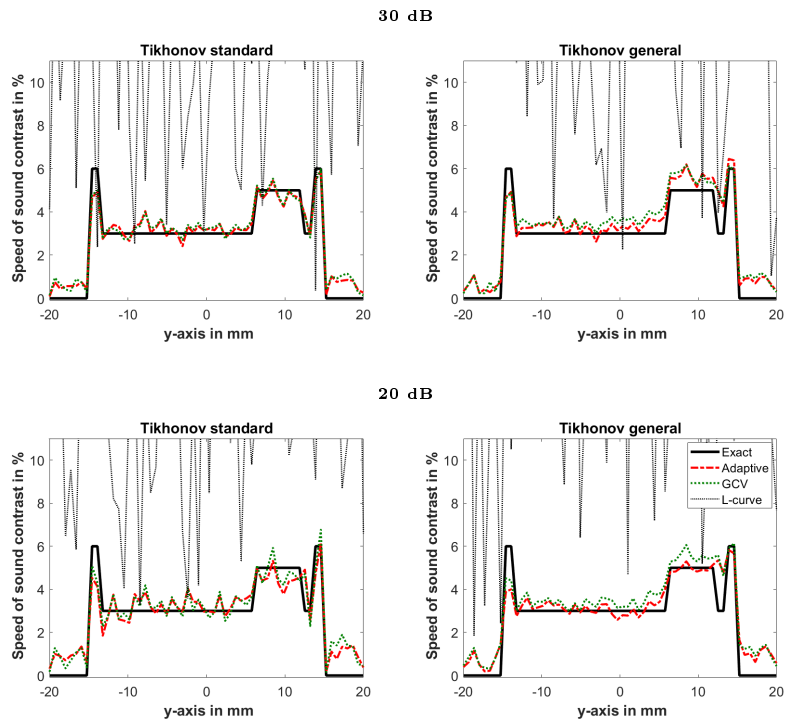 30 dB
Tikhonov standard
Speed of sound contrast in %
10
8
6
4
2
0
-20 -10 0 10 20
y-axis in mm
Tikhonov general
Speed of sound contrast in %
10
8
6
4
2
0
-20 -10 0 10 20
y-axis in mm
20 dB
Tikhonov standard
Speed of sound contrast in %
10
8
6
4
2
0
-20 -10 0 10 20
y-axis in mm
Tikhonov general
Speed of sound contrast in %
10
8
6
4
2
0
-20 -10 0 10 20
y-axis in mm
Exact
Adaptive
GCV
L-curve